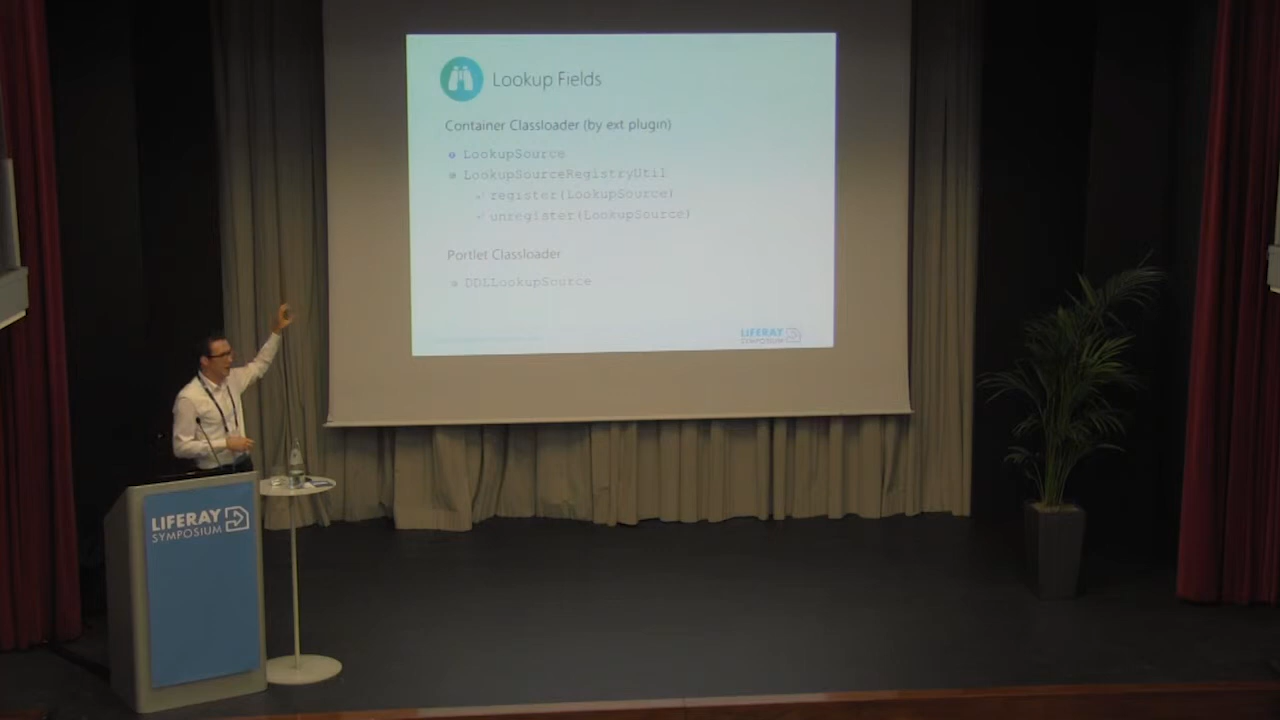 Lookup Fields
Container Classloader (by ext plugin)
LookupSource
LookupSourceRegistryUtil
register(LookupSource)
unregister(LookupSource)
Portlet Classloader
DDLLookupSource
LIFERAY
SYMPOSIUM
LIFERAY
SYMPOSIUM